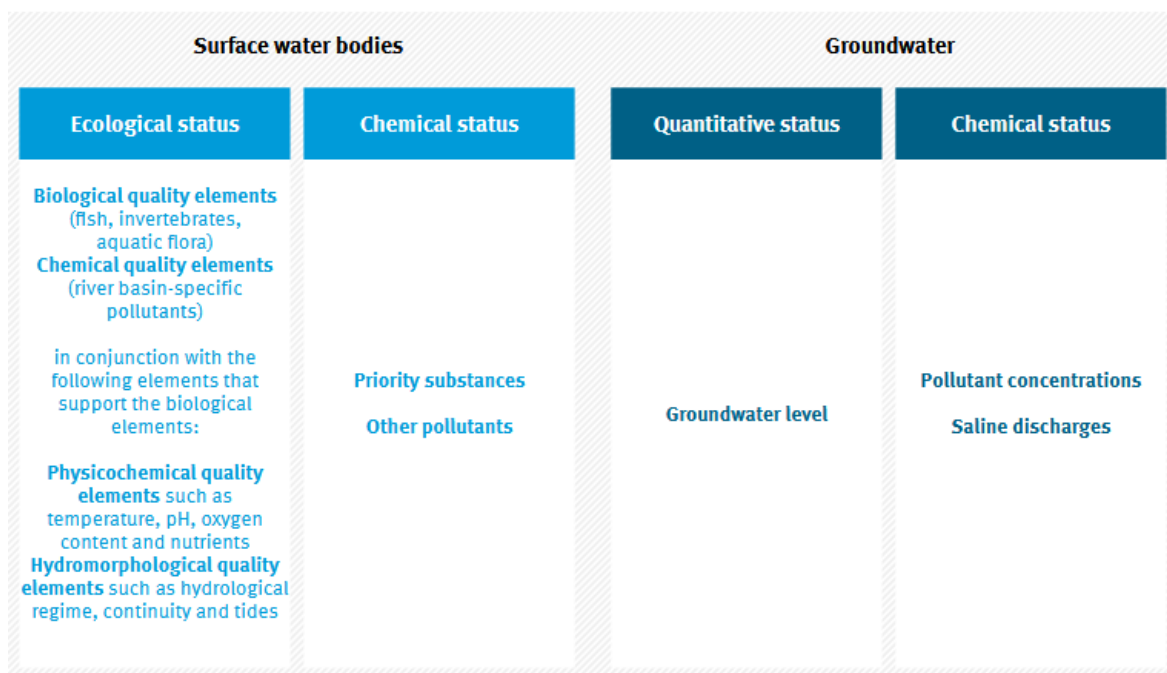 Surface water bodies
Groundwater
Ecological status
Chemical status
Quantitative status
Chemical status
Biological quality elements
(fish, invertebrates,
aquatic flora)
Chemical quality elements
(river basin-specific
pollutants)
in conjunction with the
following elements that
support the biological
elements:
Physicochemical quality
elements such as
temperature, pH, oxygen
content and nutrients
Hydromorphological quality
elements such as hydrological
regime, continuity and tides
Priority substances
Other pollutants
Groundwater level
Pollutant concentrations
Saline discharges